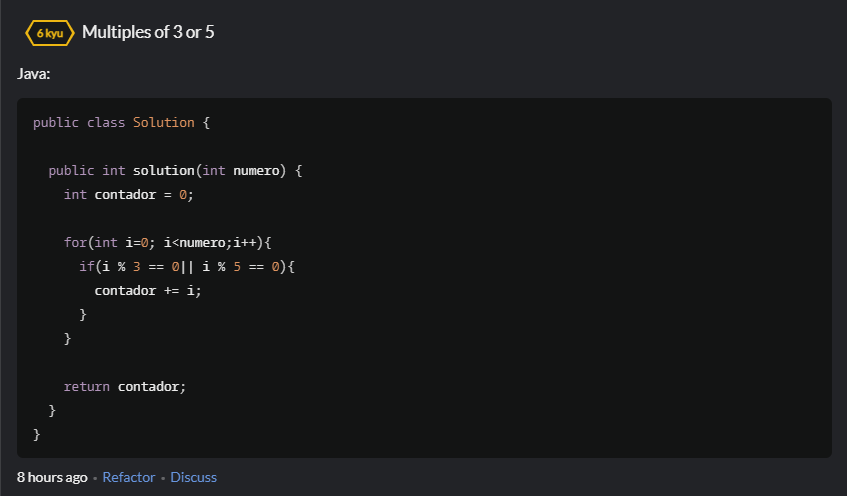 6 kyu Multiples of 3 or 5
Java:
public class Solution {
  public int solution(int numero) {
    int contador = 0;
    for(int i=0; i<numero;i++){
      if(i % 3 == 0|| i % 5 == 0){
        contador += i;
      }
    }
    return contador;
  }
}
8 hours ago • Refactor • Discuss